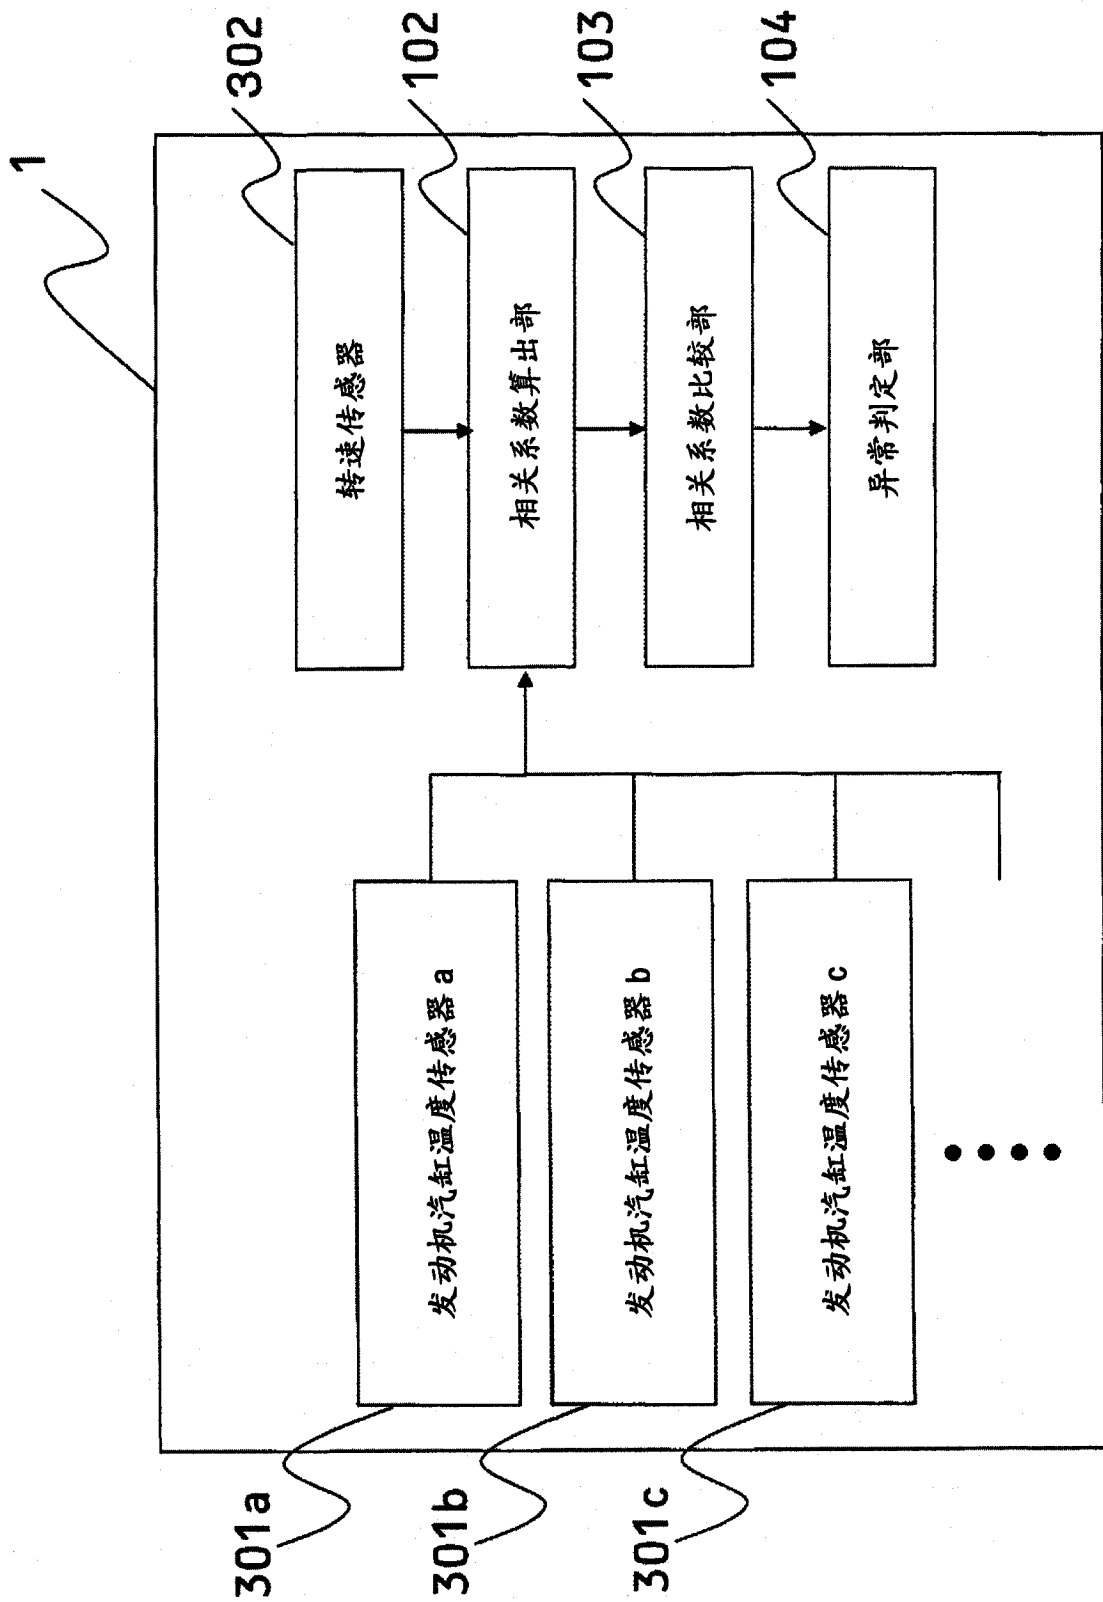 1
302
转速传感器
102
相关系数算出部
103
相关系数比较部
104
异常判定部
301a
发动机汽缸温度传感器a
301b
发动机汽缸温度传感器b
301c
发动机汽缸温度传感器c